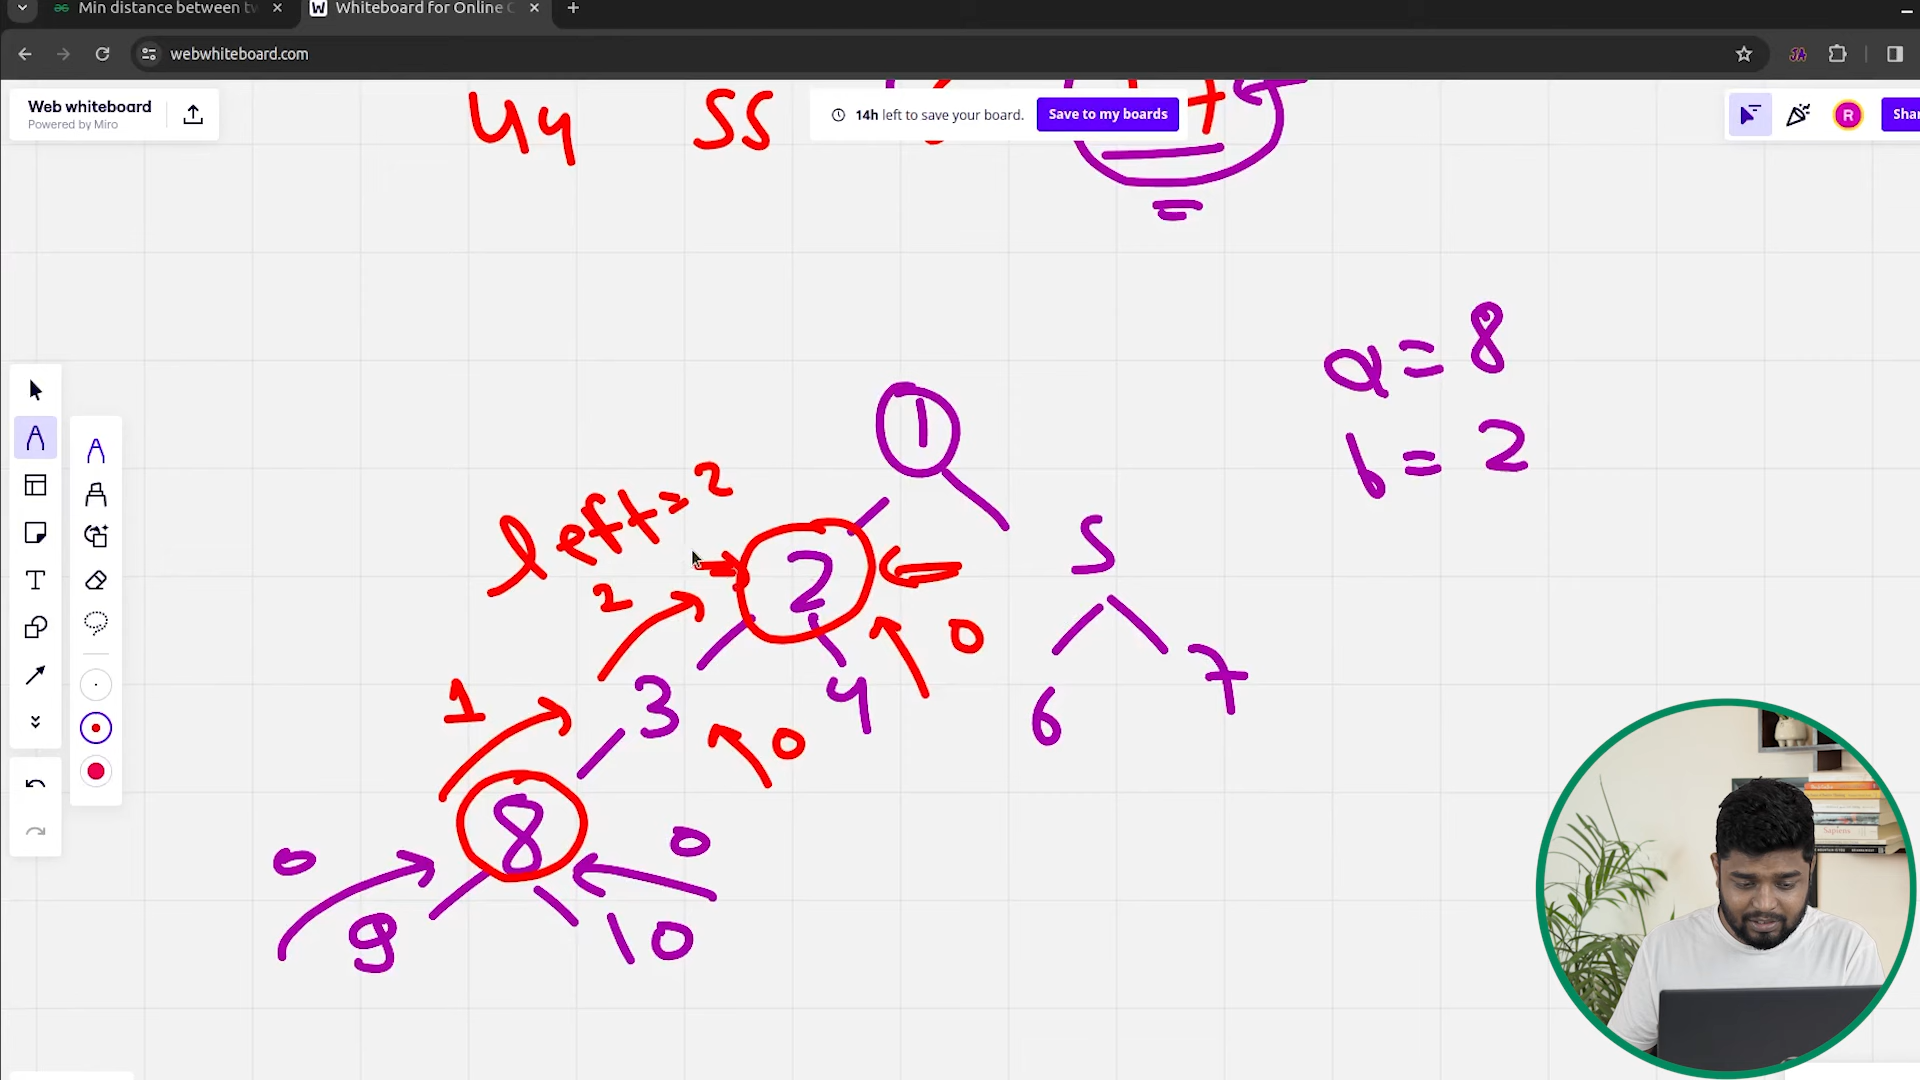 Min distance between tw
Whiteboard for Online C
webwhiteboard.com
Web whiteboard
Powered by Miro
14h left to save your board.
Save to my boards
R
Shar
44 55
1
a = 8
b = 2
left = 2
2
5
2
0
1
3
4
6
7
0
8
0
0
9
10